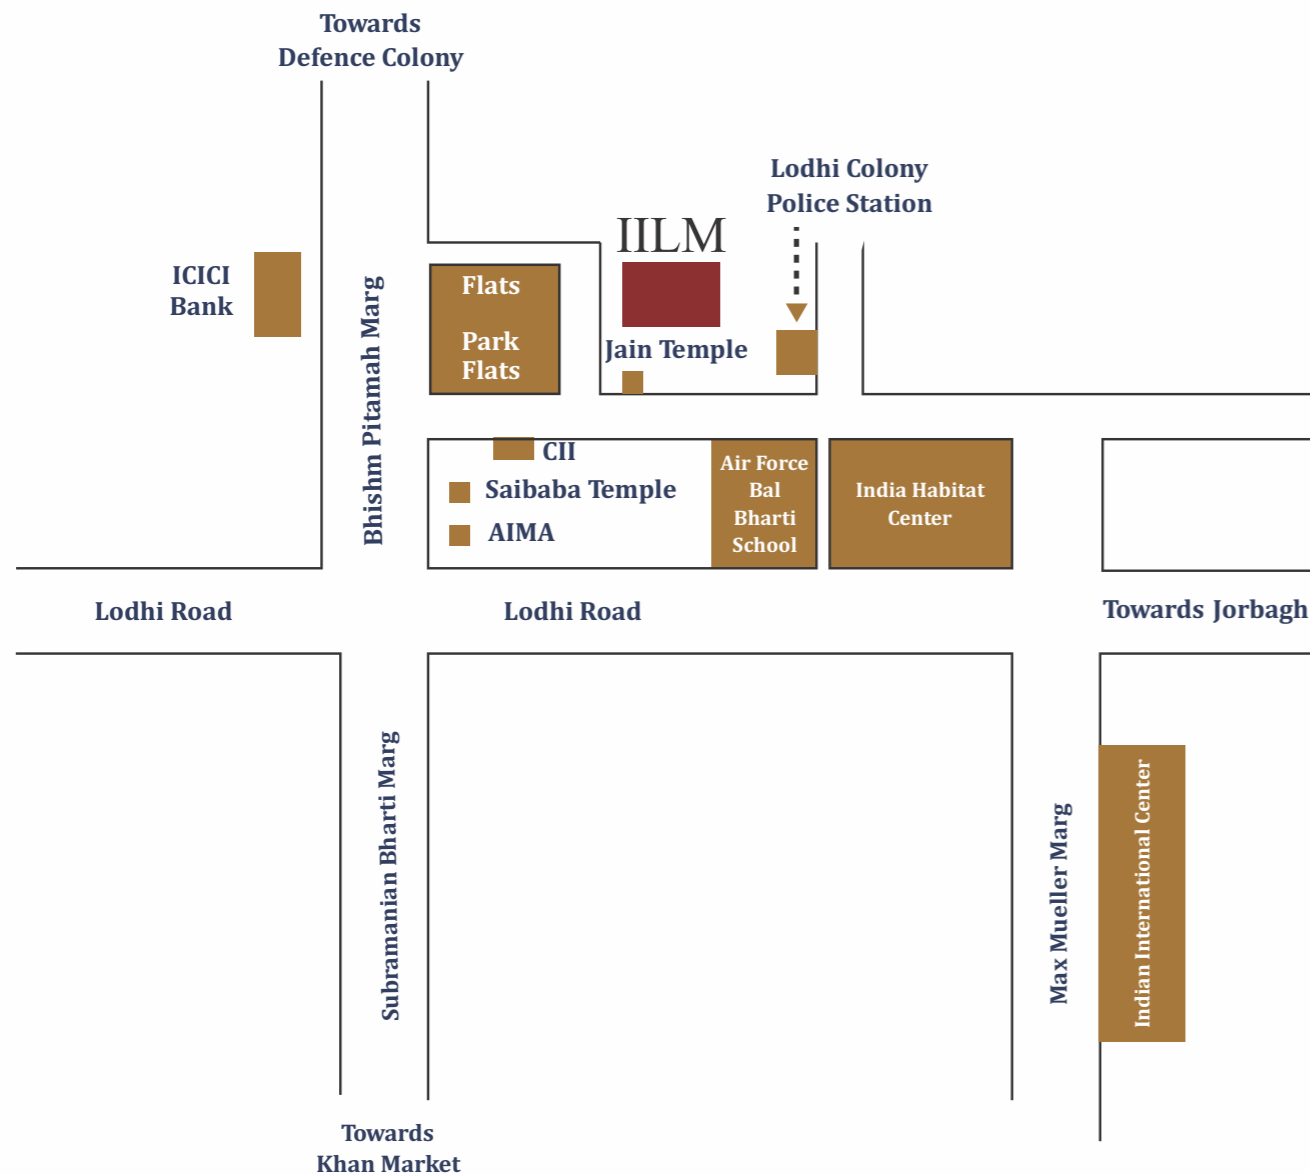 Towards
Defence Colony
Lodhi Colony
Police Station
IILM
ICICI
Bank
Flats
Park
Flats
Jain Temple
Bhishm Pitamah Marg
CII
Saibaba Temple
AIMA
Air Force
Bal
Bharti
School
India Habitat
Center
Lodhi Road
Lodhi Road
Towards Jorbagh
Subramanian Bharti Marg
Max Mueller Marg
Indian International Center
Towards
Khan Market